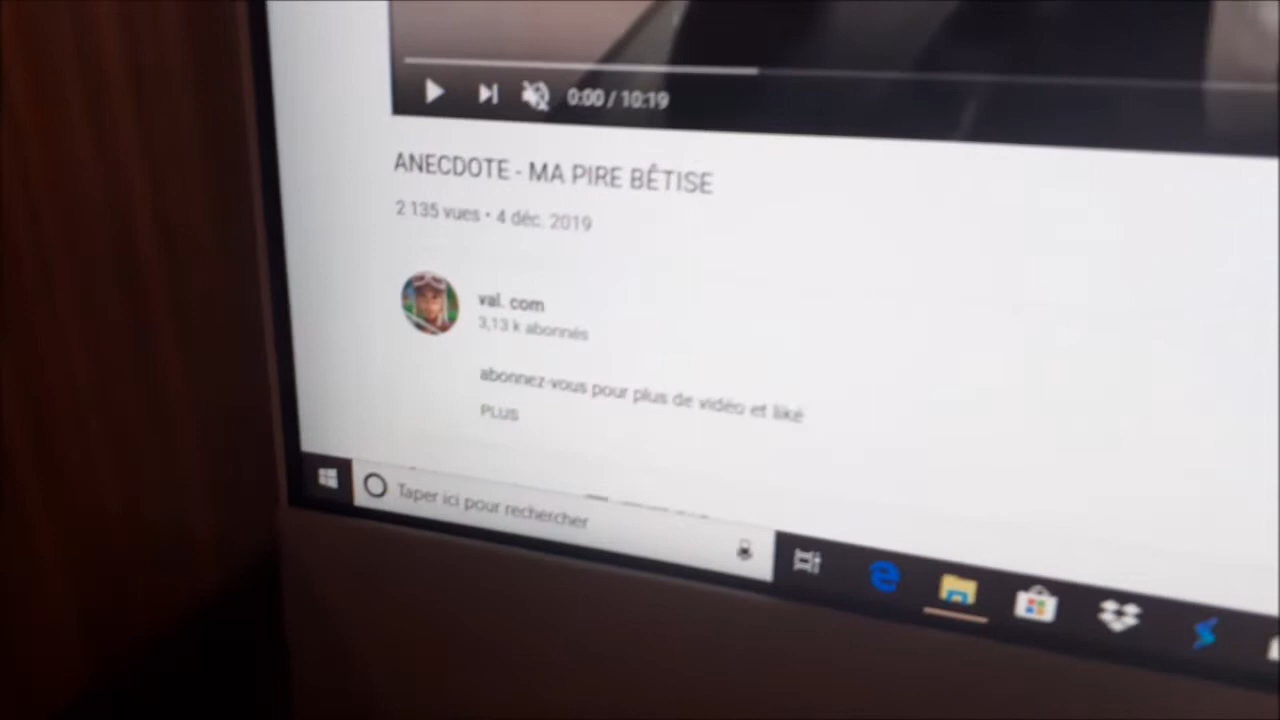 0:00 / 10:19
ANECDOTE - MA PIRE BÊTISE
2 135 vues • 4 déc. 2019
val. com
3,13 k abonnés
abonnez-vous pour plus de vidéo et liké
PLUS
Taper ici pour rechercher